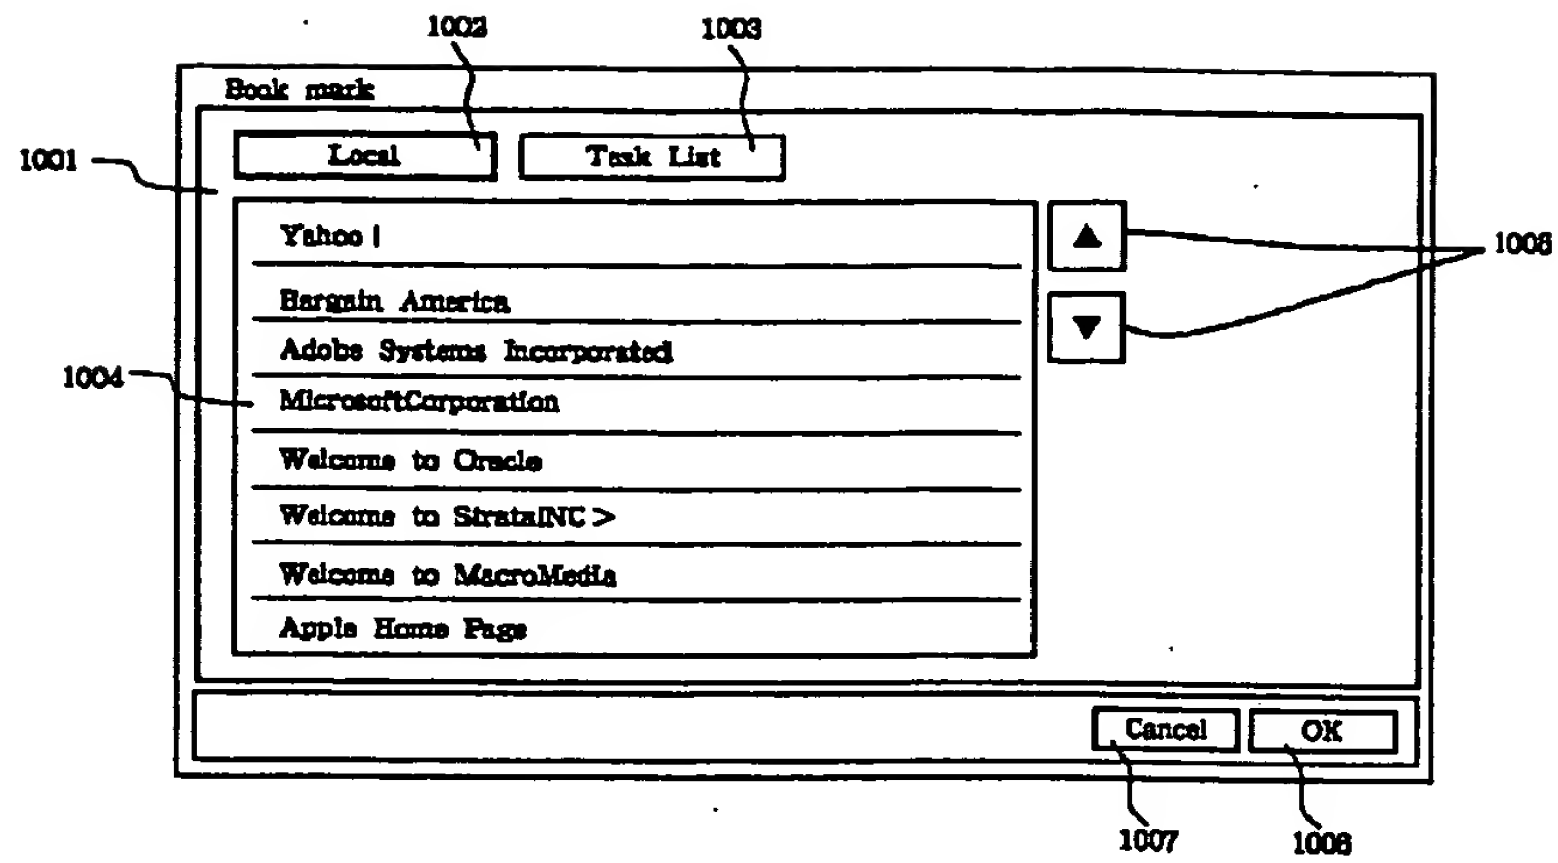 1002 1003
Book mark
Local Task List
1001
Yahoo |
1005
Bargain America
Adobe Systems Incorporated
1004
MicrosoftCorporation
Welcome to Oracle
Welcome to StrataINC >
Welcome to MacroMedia
Apple Home Page
Cancel OK
1007 1006